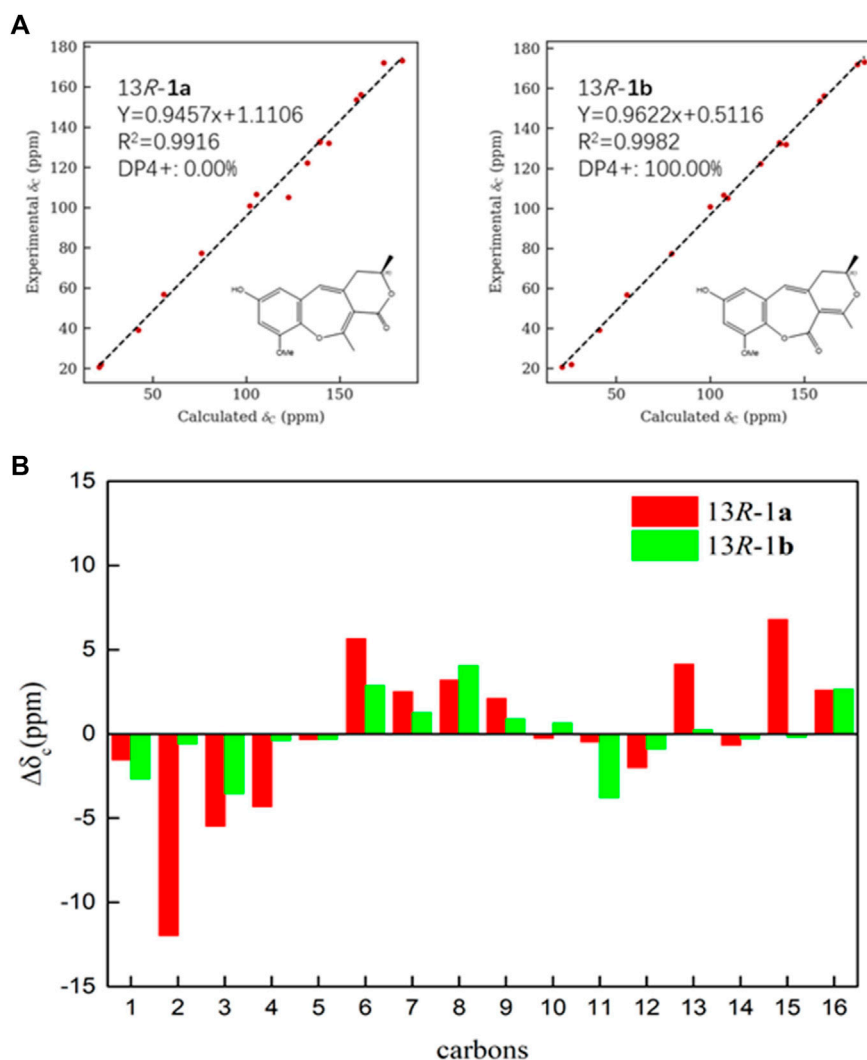 A
13R-1a
Y=0.9457x+1.1106
R²=0.9916
DP4+: 0.00%
Experimental δC (ppm)
180
160
140
120
100
80
60
40
20
50
100
150
Calculated δC (ppm)
HO
OMe
O
O
O
13R-1b
Y=0.9622x+0.5116
R²=0.9982
DP4+: 100.00%
Experimental δC (ppm)
180
160
140
120
100
80
60
40
20
50
100
150
Calculated δC (ppm)
HO
OMe
O
O
O
B
13R-1a
13R-1b
Δδc(ppm)
15
10
5
0
-5
-10
-15
1 2 3 4 5 6 7 8 9 10 11 12 13 14 15 16
carbons